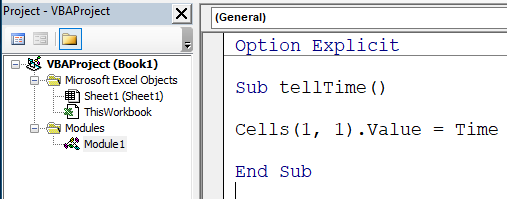 Project - VBAProject
VBAProject (Book1)
Microsoft Excel Objects
Sheet1 (Sheet1)
ThisWorkbook
Modules
Module1
(General)
Option Explicit
Sub tellTime()
Cells(1, 1).Value = Time
End Sub